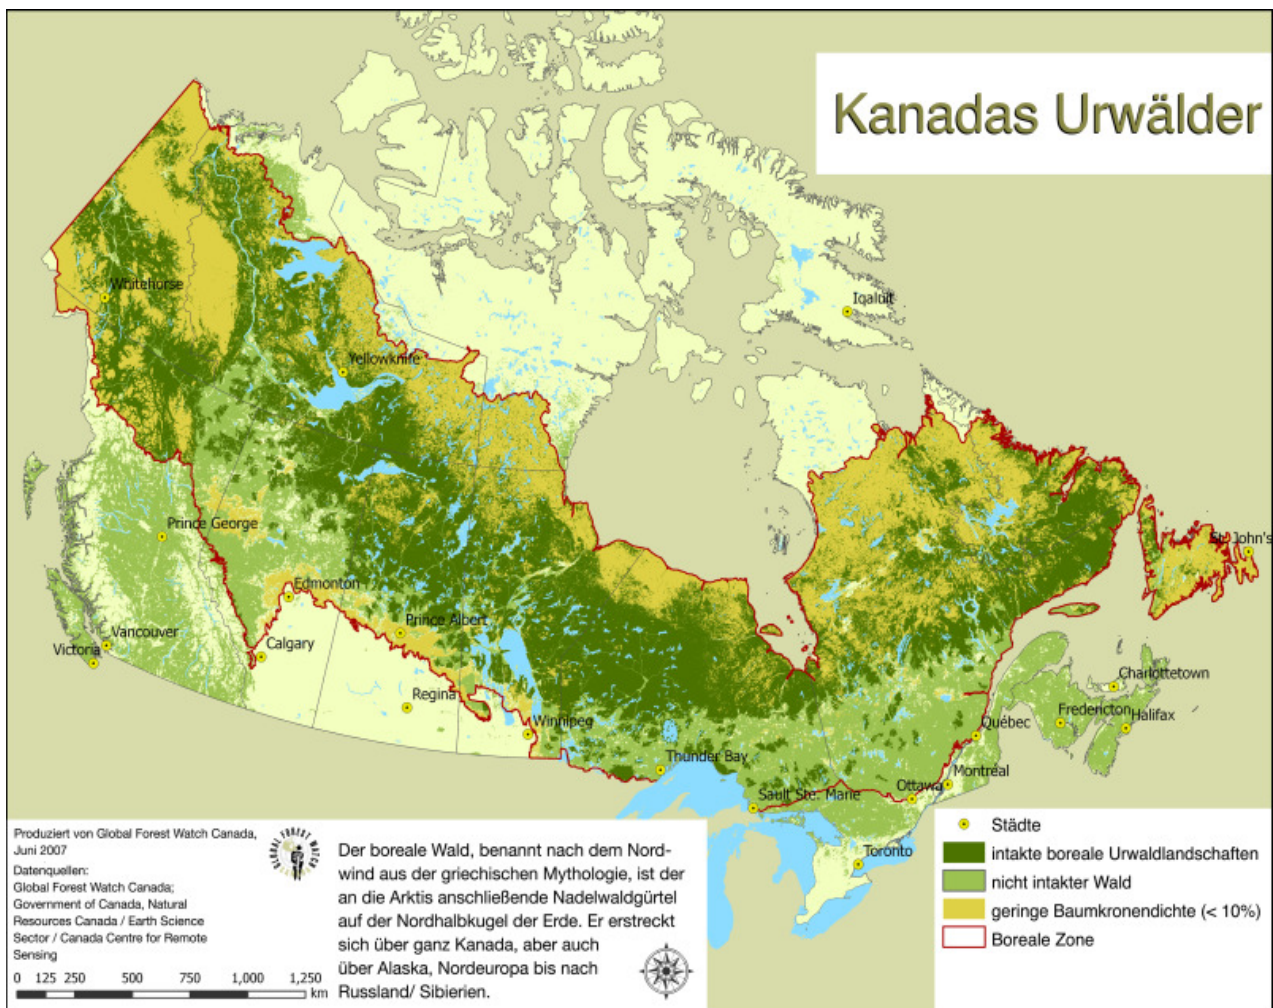 Kanadas Urwälder
Iqaluit
Whitehorse
Yellowknife
Prince George
St. John's
Edmonton
Prince Albert
Vancouver
Victoria
Calgary
Charlottetown
Regina
Fredericton
Halifax
Winnipeg
Québec
Thunder Bay
Montréal
Ottawa
Sault Ste. Marie
Toronto
Produziert von Global Forest Watch Canada,
Juni 2007
Datenquellen:
Global Forest Watch Canada;
Government of Canada, Natural
Resources Canada / Earth Science
Sector / Canada Centre for Remote
Sensing
0 125 250 500 750 1,000 1,250
km
GLOBAL FOREST WATCH
Der boreale Wald, benannt nach dem Nord-
wind aus der griechischen Mythologie, ist der
an die Arktis anschließende Nadelwaldgürtel
auf der Nordhalbkugel der Erde. Er erstreckt
sich über ganz Kanada, aber auch
über Alaska, Nordeuropa bis nach
Russland/ Sibierien.
Städte
intakte boreale Urwaldlandschaften
nicht intakter Wald
geringe Baumkronendichte (< 10%)
Boreale Zone